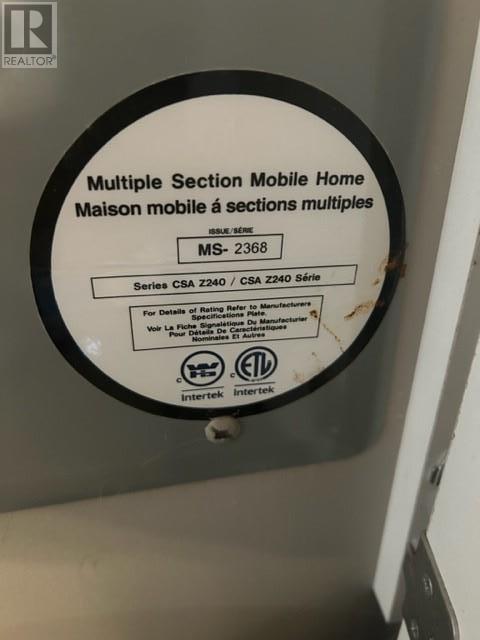 REALTOR®
Multiple Section Mobile Home
Maison mobile á sections multiples
ISSUE/SÉRIE
MS- 2368
Series CSA Z240 / CSA Z240 Série
For Details of Rating Refer to Manufacturers
Specifications Plate.
Voir La Fiche Signalétique Du Manufacturier
Pour Détails De Caractéristiques
Nominales Et Autres
C WH C ETL
Intertek Intertek